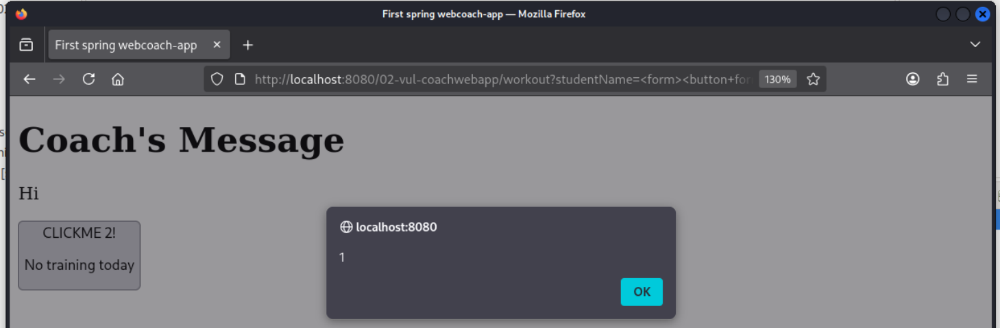 First spring webcoach-app — Mozilla Firefox
First spring webcoach-app
http://localhost:8080/02-vul-coachwebapp/workout?studentName=<form><button+for
130%
Coach's Message
Hi
CLICKME 2!
No training today
localhost:8080
1
OK